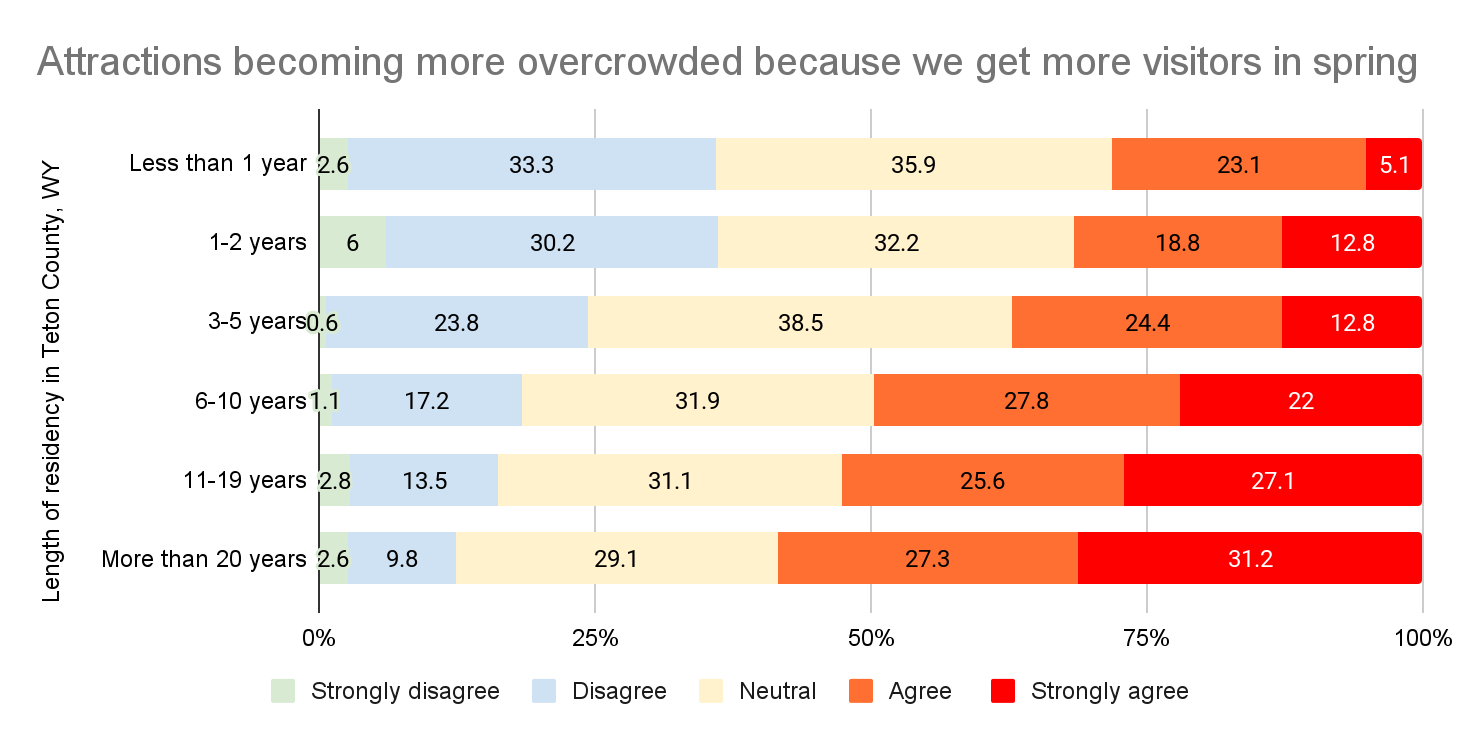 Attractions becoming more overcrowded because we get more visitors in spring
Length of residency in Teton County, WY
Less than 1 year 2.6 33.3 35.9 23.1 5.1
1-2 years 6 30.2 32.2 18.8 12.8
3-5 years 0.6 23.8 38.5 24.4 12.8
6-10 years 1.1 17.2 31.9 27.8 22
11-19 years 2.8 13.5 31.1 25.6 27.1
More than 20 years 2.6 9.8 29.1 27.3 31.2
0% 25% 50% 75% 100%
Strongly disagree Disagree Neutral Agree Strongly agree